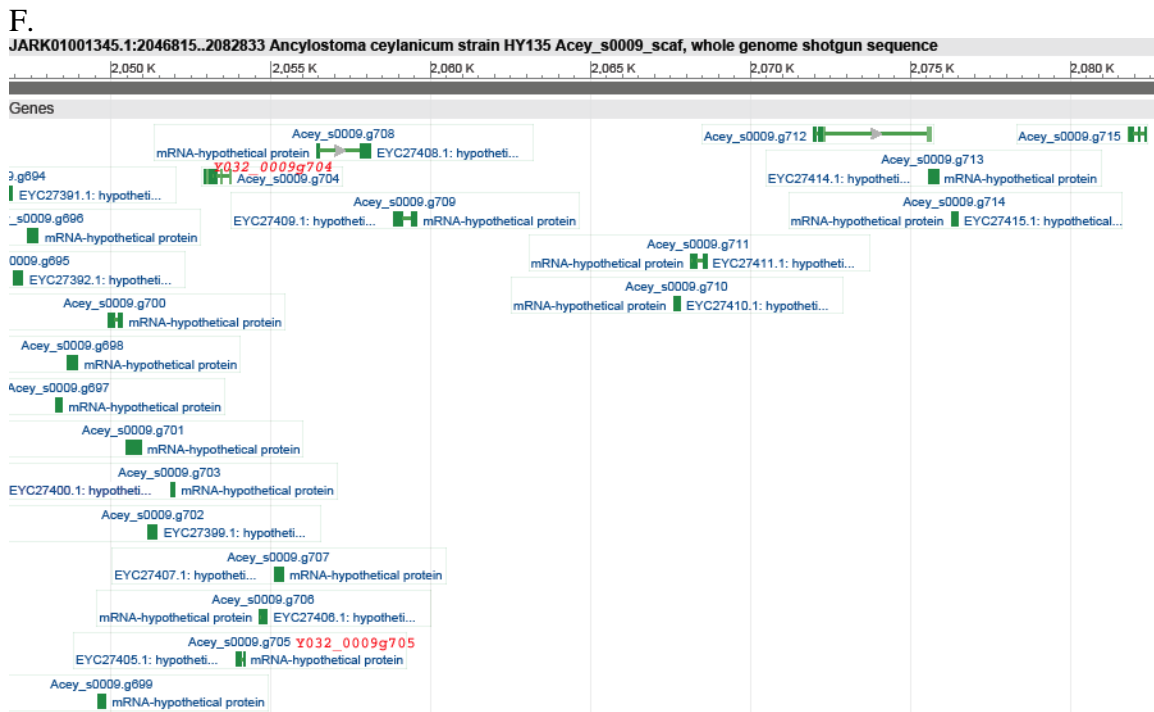 F.
JARK01001345.1:2046815..2082833 Ancylostoma ceylanicum strain HY135 Acey_s0009_scaf, whole genome shotgun sequence
2,050 K 2,055 K 2,060 K 2,065 K 2,070 K 2,075 K 2,080 K
Genes
Acey_s0009.g708
mRNA-hypothetical protein EYC27408.1: hypotheti...
Acey_s0009.g712
Acey_s0009.g715
Y032_0009g704
Acey_s0009.g704
Acey_s0009.g713
EYC27414.1: hypotheti... mRNA-hypothetical protein
9.g694
EYC27391.1: hypotheti...
Acey_s0009.g709
EYC27409.1: hypotheti... mRNA-hypothetical protein
Acey_s0009.g714
mRNA-hypothetical protein EYC27415.1: hypothetical...
_s0009.g696
mRNA-hypothetical protein
Acey_s0009.g711
mRNA-hypothetical protein EYC27411.1: hypotheti...
0009.g695
EYC27392.1: hypotheti...
Acey_s0009.g710
mRNA-hypothetical protein EYC27410.1: hypotheti...
Acey_s0009.g700
mRNA-hypothetical protein
Acey_s0009.g698
mRNA-hypothetical protein
Acey_s0009.g697
mRNA-hypothetical protein
Acey_s0009.g701
mRNA-hypothetical protein
Acey_s0009.g703
EYC27400.1: hypotheti... mRNA-hypothetical protein
Acey_s0009.g702
EYC27399.1: hypotheti...
Acey_s0009.g707
EYC27407.1: hypotheti... mRNA-hypothetical protein
Acey_s0009.g706
mRNA-hypothetical protein EYC27406.1: hypotheti...
Acey_s0009.g705 Y032_0009g705
EYC27405.1: hypotheti... mRNA-hypothetical protein
Acey_s0009.g699
mRNA-hypothetical protein